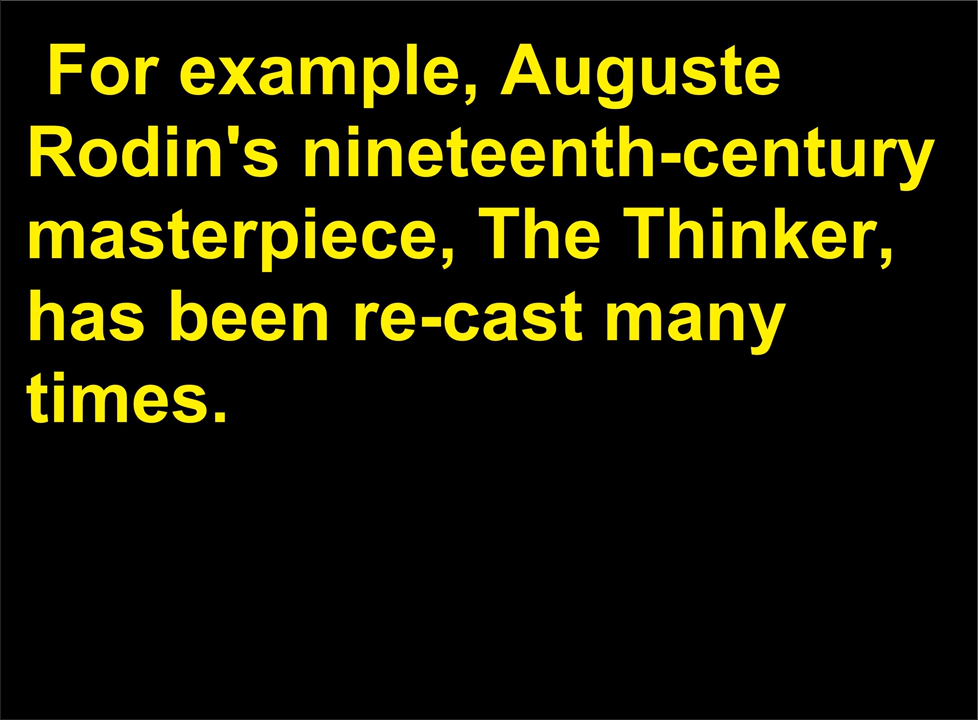 For example, Auguste
Rodin's nineteenth-century
masterpiece, The Thinker,
has been re-cast many
times.